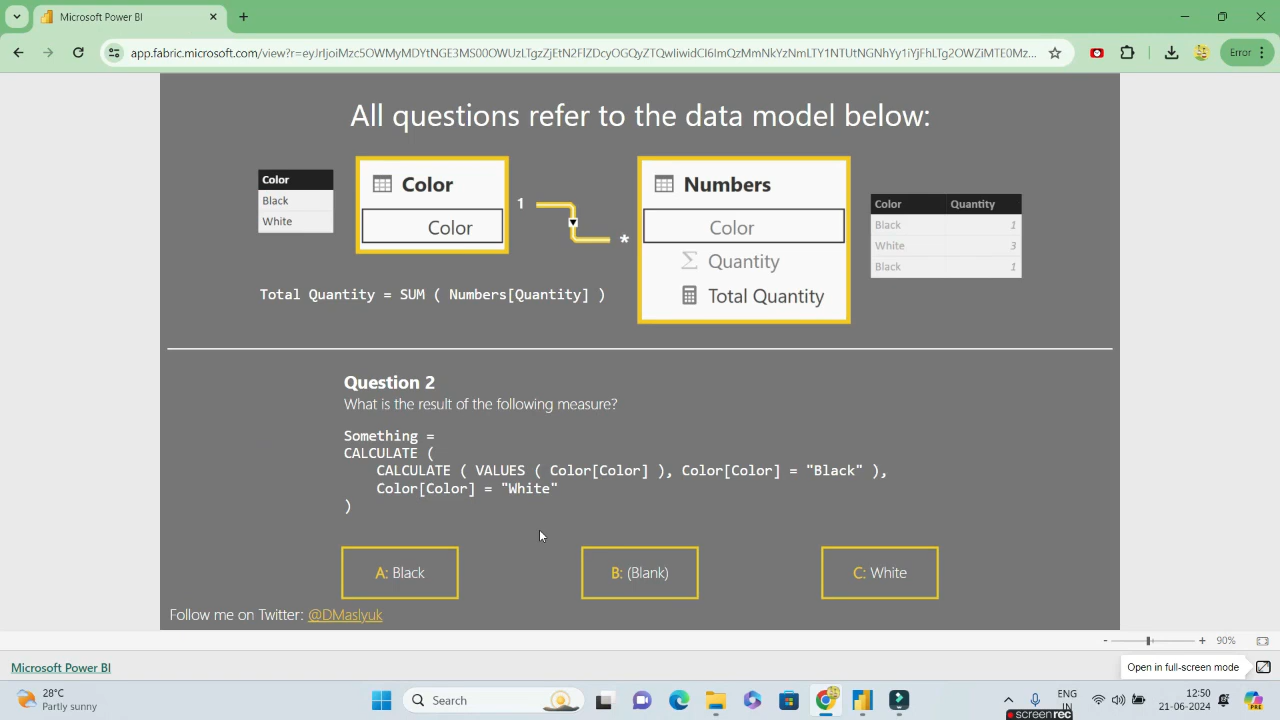 Microsoft Power BI
app.fabric.microsoft.com/view?r=eyJrIjoiMzc5OWMyMDYtNGE3MS00OWUzLTgzZjEtN2FlZDcyOGQyZTQwIiwidCI6ImQzMmNkYzNmLTY1NTUtNGNhYy1iYjFhLTg2OWZiMTE0Mz...
Error
All questions refer to the data model below:
Color
Black
White
Color
Color
1
*
Numbers
Color
Quantity
Total Quantity
Color Quantity
Black 1
White 3
Black 1
Total Quantity = SUM ( Numbers[Quantity] )
Question 2
What is the result of the following measure?
Something =
CALCULATE (
CALCULATE ( VALUES ( Color[Color] ), Color[Color] = "Black" ),
Color[Color] = "White"
)
A: Black
B: (Blank)
C: White
Follow me on Twitter: @DMaslyuk
- + 90%
Microsoft Power BI
Open in full-screen mode
28°C
Partly sunny
Search
ENG
IN
12:50
21-06-2024
screenrec